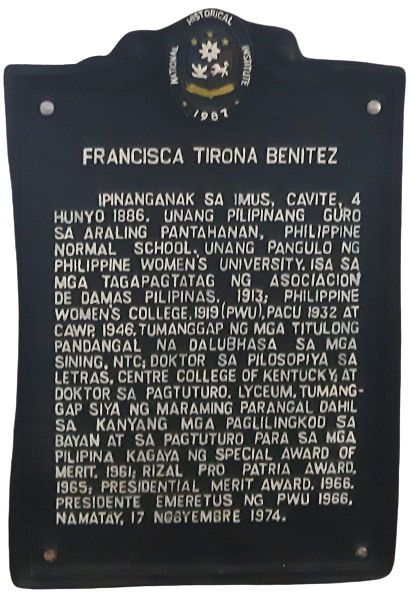 NATIONAL HISTORICAL INSTITUTE
1987
FRANCISCA TIRONA BENITEZ
IPINANGANAK SA IMUS, CAVITE, 4
HUNYO 1886. UNANG PILIPINANG GURO
SA ARALING PANTAHANAN, PHILIPPINE
NORMAL SCHOOL. UNANG PANGULO NG
PHILIPPINE WOMEN'S UNIVERSITY. ISA SA
MGA TAGAPAGTATAG NG ASOCIACION
DE DAMAS PILIPINAS, 1913; PHILIPPINE
WOMEN'S COLLEGE, 1919 (PWU), PACU 1932 AT
CAWP, 1946. TUMANGGAP NG MGA TITULONG
PANDANGAL NA DALUBHASA SA MGA
SINING, NTC; DOKTOR SA PILOSOPIYA SA
LETRAS, CENTRE COLLEGE OF KENTUCKY; AT
DOKTOR SA PAGTUTURO. LYCEUM. TUMANG-
GAP SIYA NG MARAMING PARANGAL DAHIL
SA KANYANG MGA PAGLILINGKOD SA
BAYAN AT SA PAGTUTURO PARA SA MGA
PILIPINA KAGAYA NG SPECIAL AWARD OF
MERIT, 1961; RIZAL PRO PATRIA AWARD,
1965; PRESIDENTIAL MERIT AWARD, 1966.
PRESIDENTE EMERETUS NG PWU 1966.
NAMATAY, 17 NOBYEMBRE 1974.